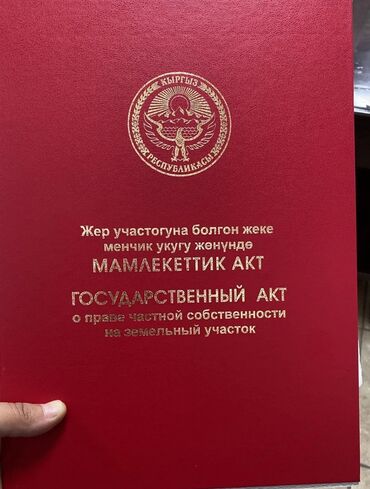 КЫРГЫЗ
РЕСПУБЛИКАСЫ
Жер участогуна болгон жеке
менчик укугу жөнүндө
МАМЛЕКЕТТИК АКТ
ГОСУДАРСТВЕННЫЙ АКТ
о праве частной собственности
на земельный участок